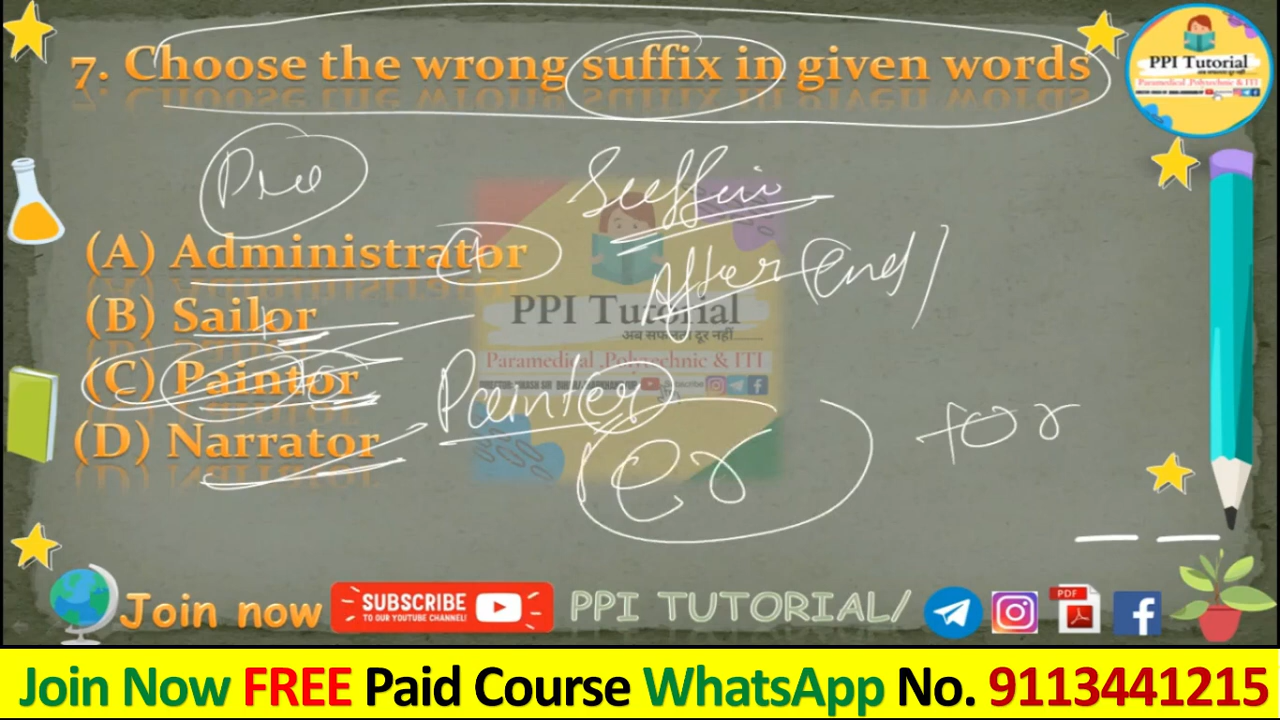 7. Choose the wrong suffix in given words
PPI Tutorial
Paramedical ,Polytechnic & ITI
Pre
Suffix
(A) Administrator
After (End)
(B) Sailor
PPI Tutorial
अब सफलता दूर नहीं..........
Paramedical ,Polytechnic & ITI
(C) Paintor
Painter
(D) Narrator
er
tor
Join now
SUBSCRIBE
TO OUR YOUTUBE CHANNEL!
PPI TUTORIAL/
PDF
Join Now FREE Paid Course WhatsApp No. 9113441215